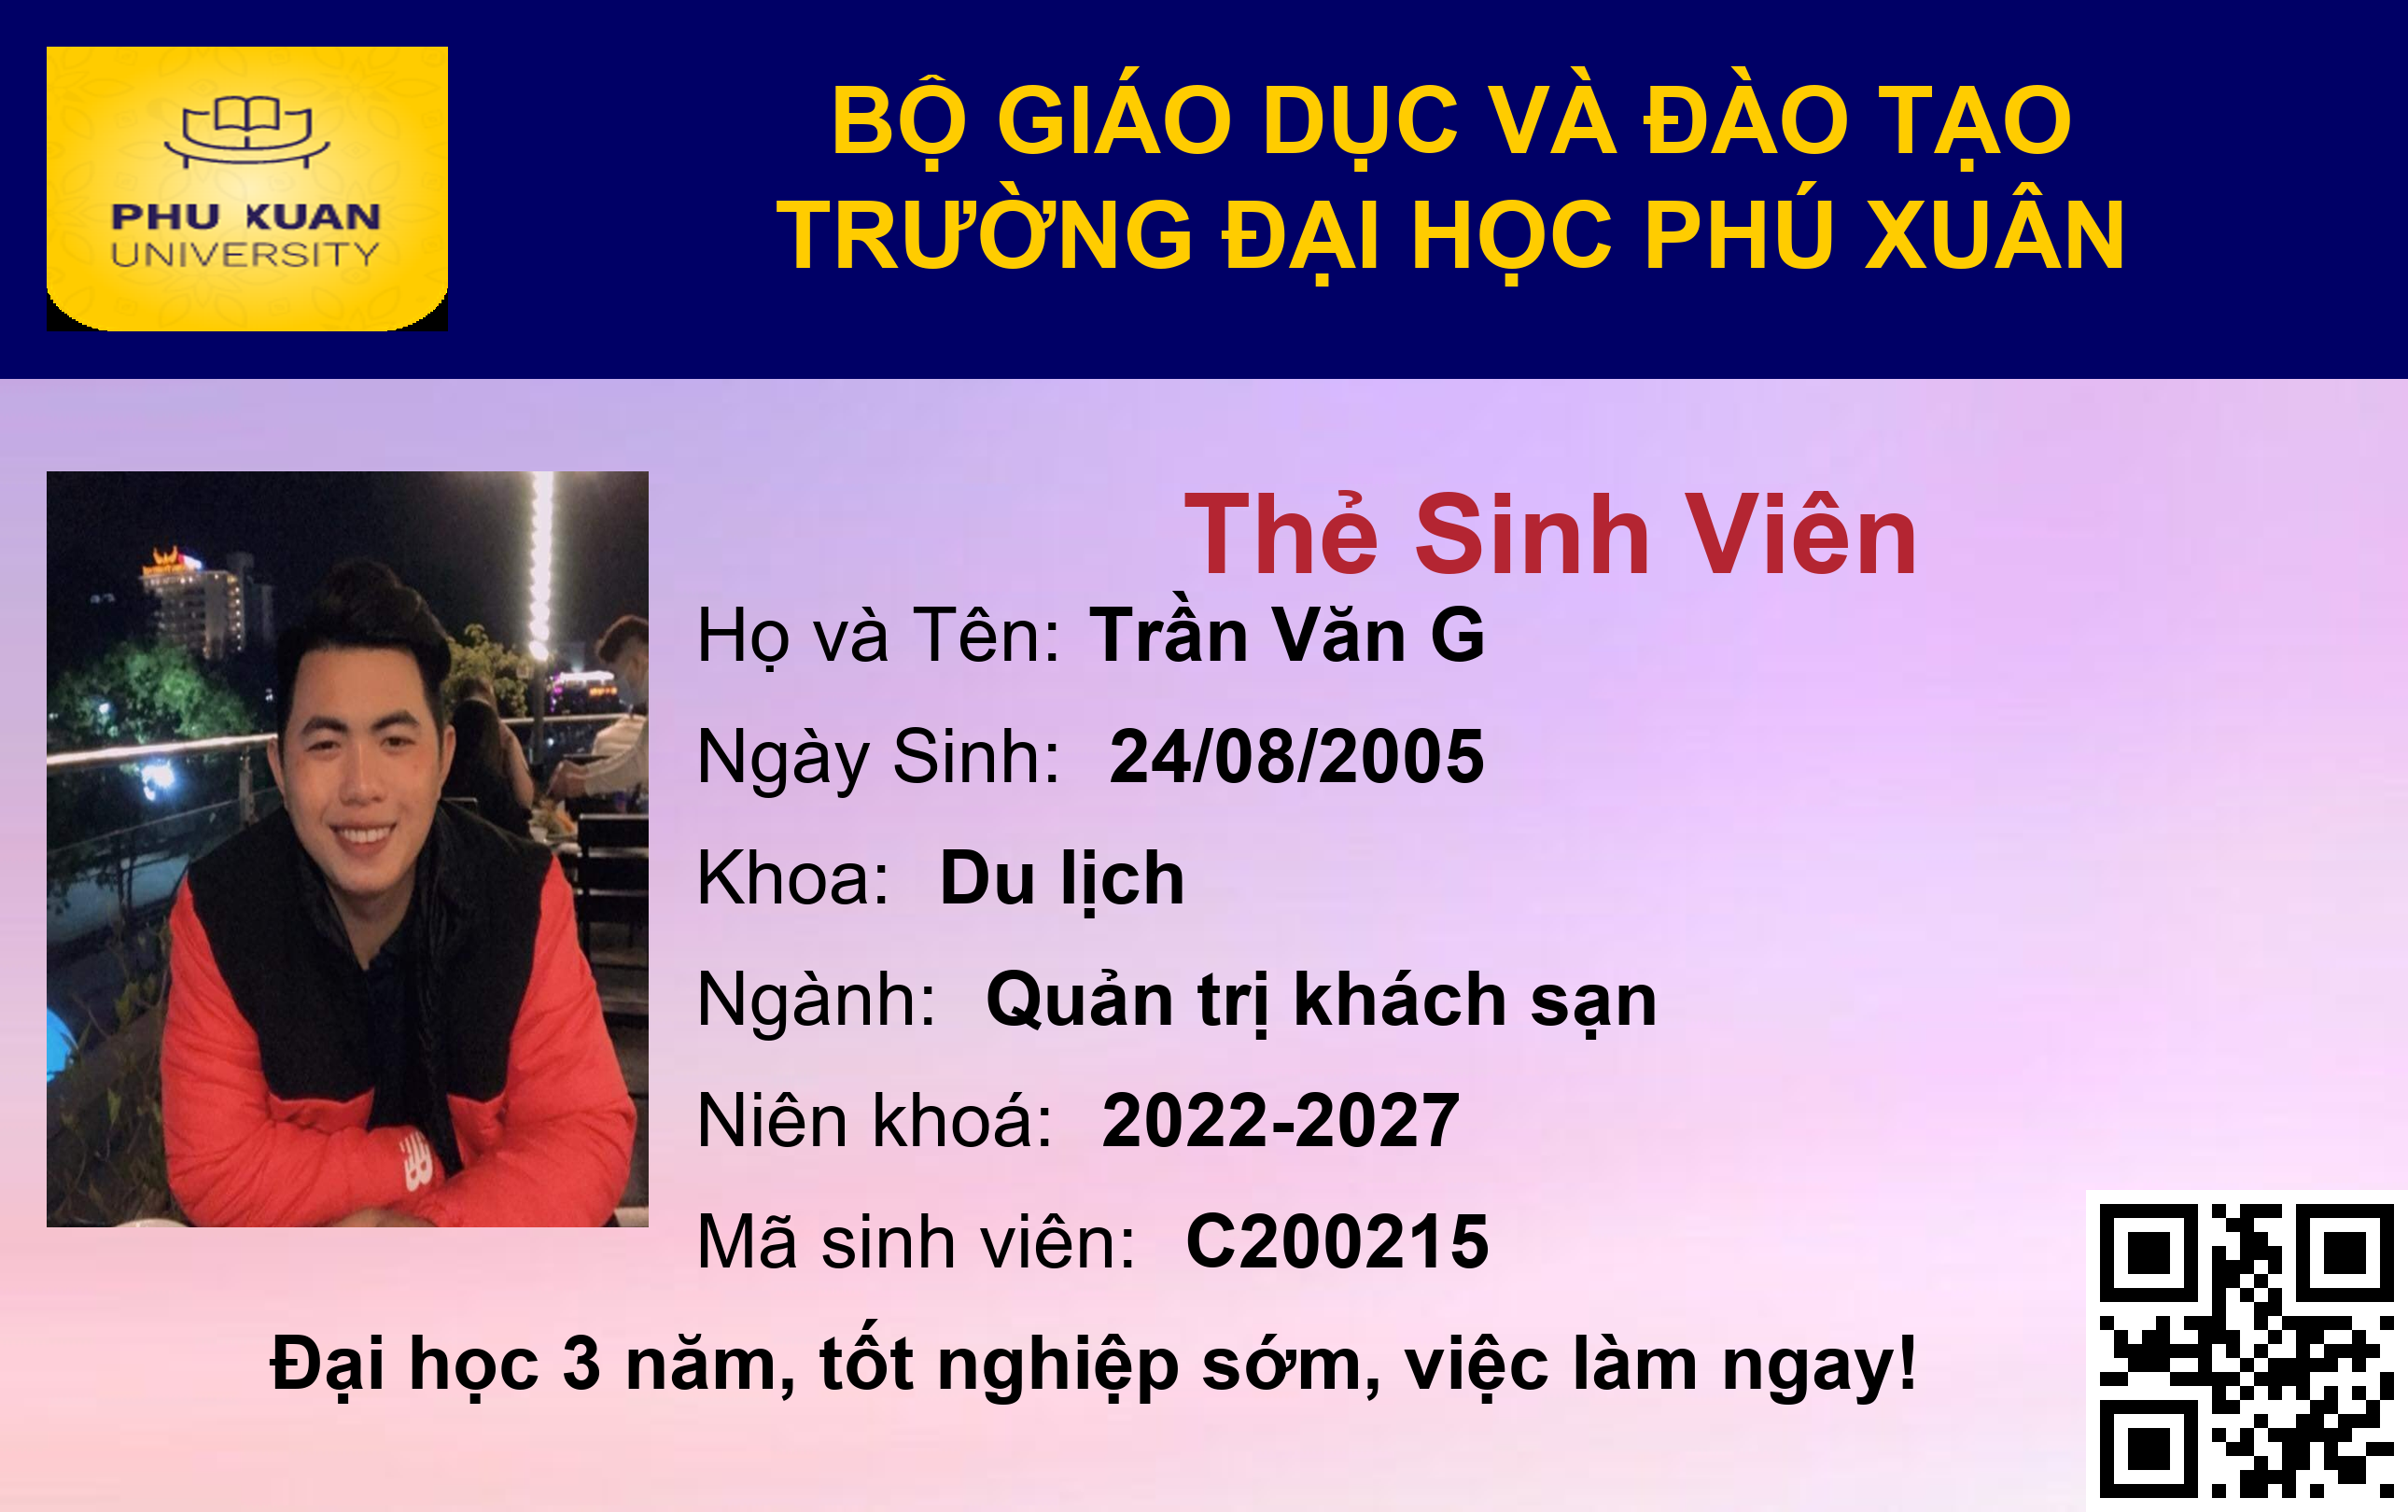 PHU XUAN
UNIVERSITY
BỘ GIÁO DỤC VÀ ĐÀO TẠO
TRƯỜNG ĐẠI HỌC PHÚ XUÂN
Thẻ Sinh Viên
Họ và Tên: Trần Văn G
Ngày Sinh: 24/08/2005
Khoa: Du lịch
Ngành: Quản trị khách sạn
Niên khoá: 2022-2027
Mã sinh viên: C200215
Đại học 3 năm, tốt nghiệp sớm, việc làm ngay!